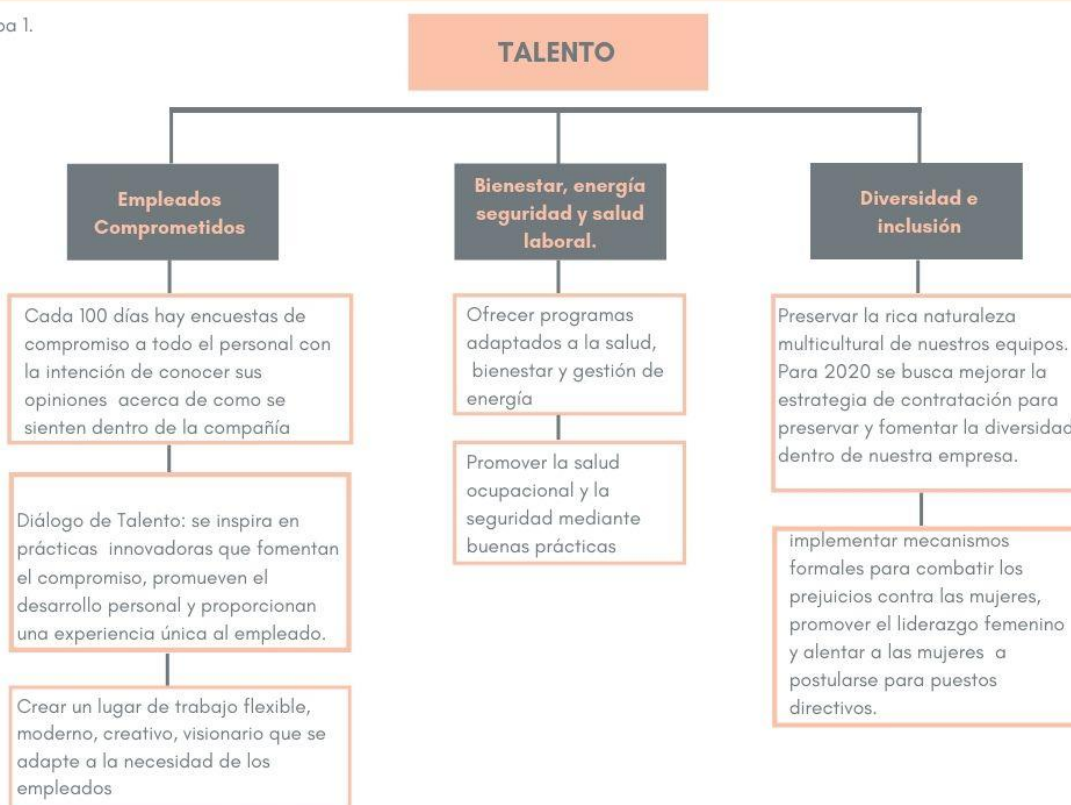 pa 1.
TALENTO
Empleados
Comprometidos
Cada 100 días hay encuestas de
compromiso a todo el personal con
la intención de conocer sus
opiniones acerca de como se
sienten dentro de la compañía
Diálogo de Talento: se inspira en
prácticas innovadoras que fomentan
el compromiso, promueven el
desarrollo personal y proporcionan
una experiencia única al empleado.
Crear un lugar de trabajo flexible,
moderno, creativo, visionario que se
adapte a la necesidad de los
empleados
Bienestar, energía
seguridad y salud
laboral.
Ofrecer programas
adaptados a la salud,
bienestar y gestión de
energía
Promover la salud
ocupacional y la
seguridad mediante
buenas prácticas
Diversidad e
inclusión
Preservar la rica naturaleza
multicultural de nuestros equipos.
Para 2020 se busca mejorar la
estrategia de contratación para
preservar y fomentar la diversidad
dentro de nuestra empresa.
implementar mecanismos
formales para combatir los
prejuicios contra las mujeres,
promover el liderazgo femenino
y alentar a las mujeres a
postularse para puestos
directivos.